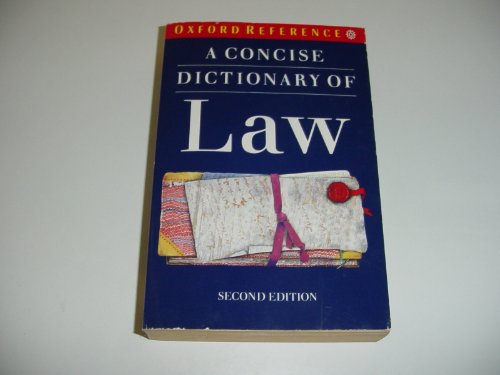 OXFORD REFERENCE
A CONCISE
DICTIONARY OF
Law
SECOND EDITION